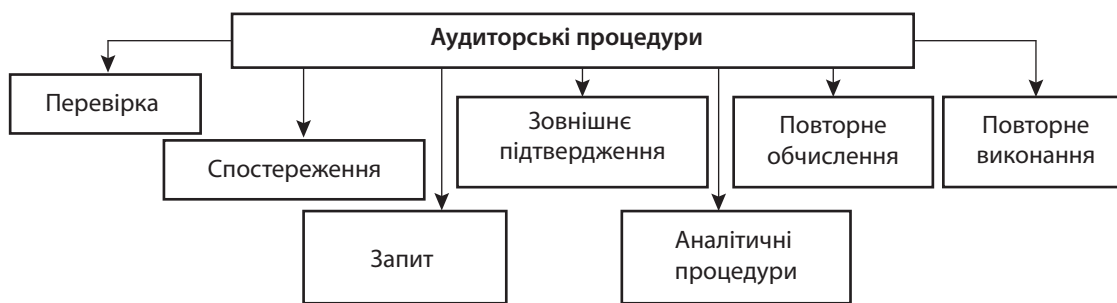 Аудиторські процедури
Перевірка
Спостереження
Запит
Зовнішнє
підтвердження
Аналітичні
процедури
Повторне
обчислення
Повторне
виконання